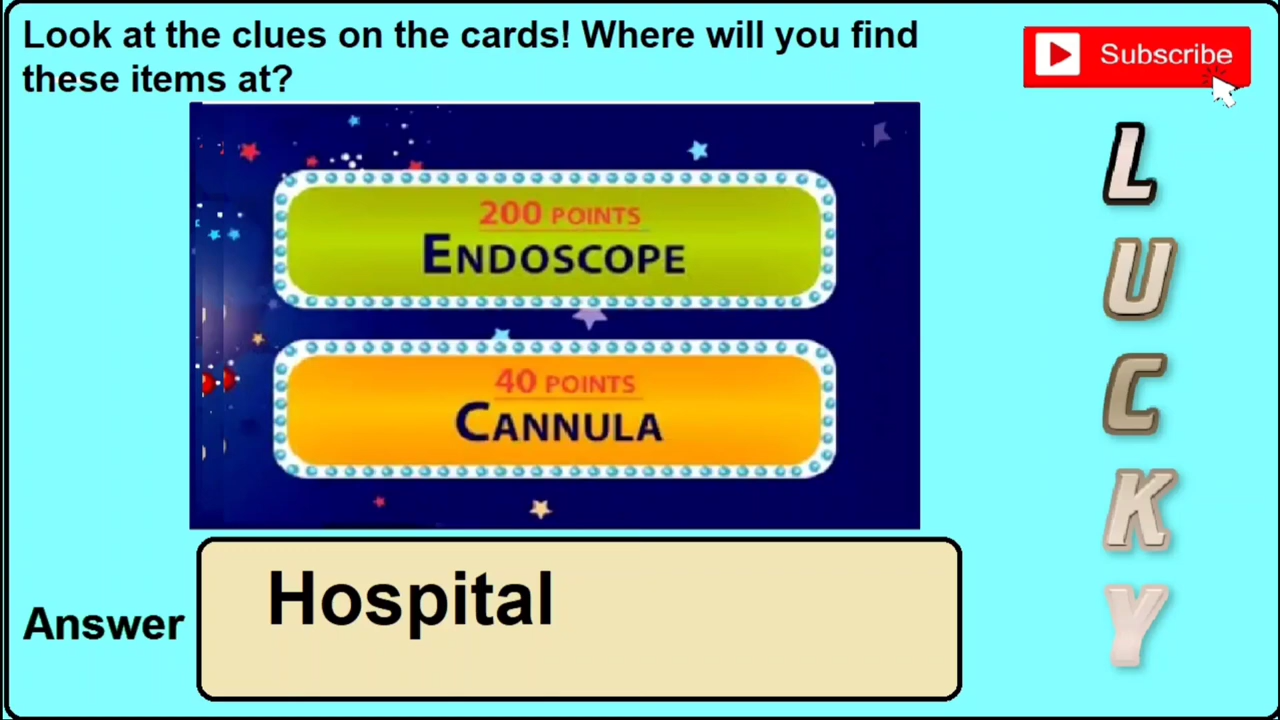 Look at the clues on the cards! Where will you find
these items at?
Subscribe
200 POINTS
ENDOSCOPE
40 POINTS
CANNULA
Answer
Hospital
L
U
C
K
Y